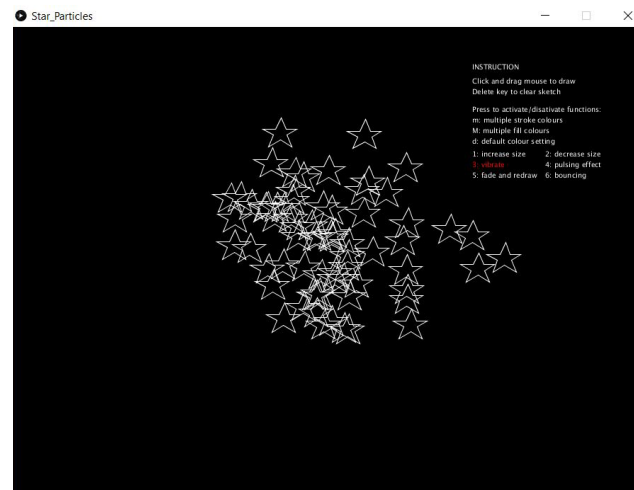 Star_Particles
INSTRUCTION
Click and drag mouse to draw
Delete key to clear sketch
Press to activate/disativate functions:
m: multiple stroke colours
M: multiple fill colours
d: default colour setting
1: increase size 2: decrease size
3: vibrate 4: pulsing effect
5: fade and redraw 6: bouncing